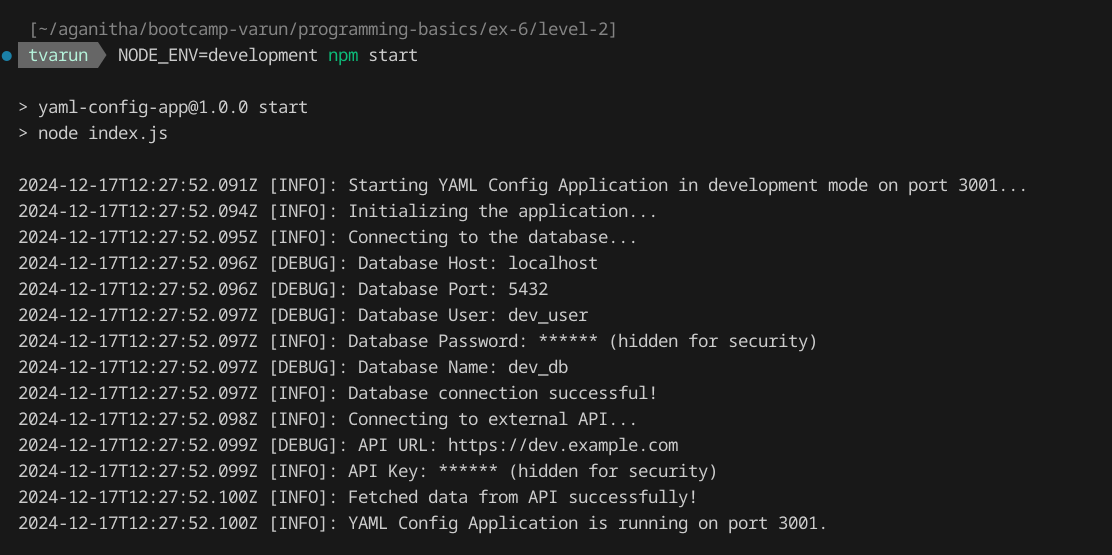 [~/aganitha/bootcamp-varun/programming-basics/ex-6/level-2]
tvarun NODE_ENV=development npm start
> yaml-config-app@1.0.0 start
> node index.js
2024-12-17T12:27:52.091Z [INFO]: Starting YAML Config Application in development mode on port 3001...
2024-12-17T12:27:52.094Z [INFO]: Initializing the application...
2024-12-17T12:27:52.095Z [INFO]: Connecting to the database...
2024-12-17T12:27:52.096Z [DEBUG]: Database Host: localhost
2024-12-17T12:27:52.096Z [DEBUG]: Database Port: 5432
2024-12-17T12:27:52.097Z [DEBUG]: Database User: dev_user
2024-12-17T12:27:52.097Z [INFO]: Database Password: ****** (hidden for security)
2024-12-17T12:27:52.097Z [DEBUG]: Database Name: dev_db
2024-12-17T12:27:52.097Z [INFO]: Database connection successful!
2024-12-17T12:27:52.098Z [INFO]: Connecting to external API...
2024-12-17T12:27:52.099Z [DEBUG]: API URL: https://dev.example.com
2024-12-17T12:27:52.099Z [INFO]: API Key: ****** (hidden for security)
2024-12-17T12:27:52.100Z [INFO]: Fetched data from API successfully!
2024-12-17T12:27:52.100Z [INFO]: YAML Config Application is running on port 3001.